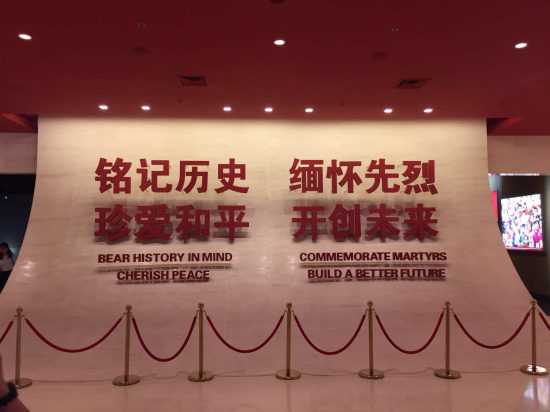 铭记历史 缅怀先烈
珍爱和平 开创未来
BEAR HISTORY IN MIND COMMEMORATE MARTYRS
CHERISH PEACE BUILD A BETTER FUTURE